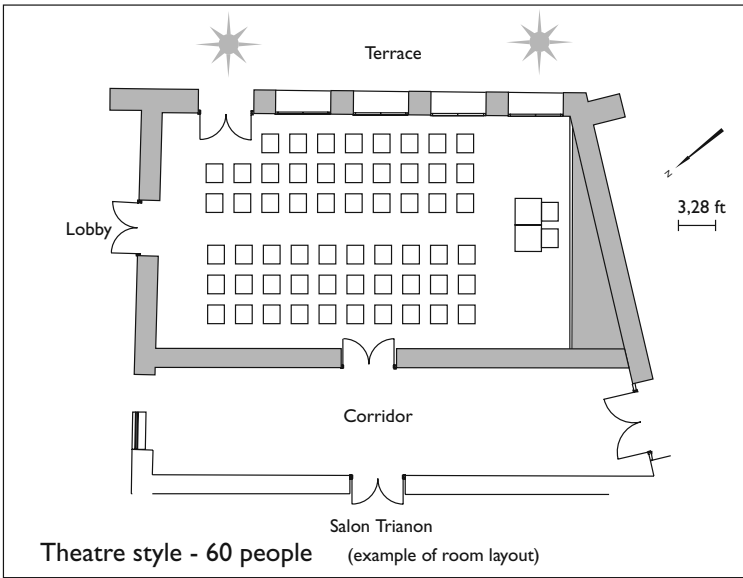 Terrace
N
3,28 ft
Lobby
Corridor
Salon Trianon
Theatre style - 60 people (example of room layout)